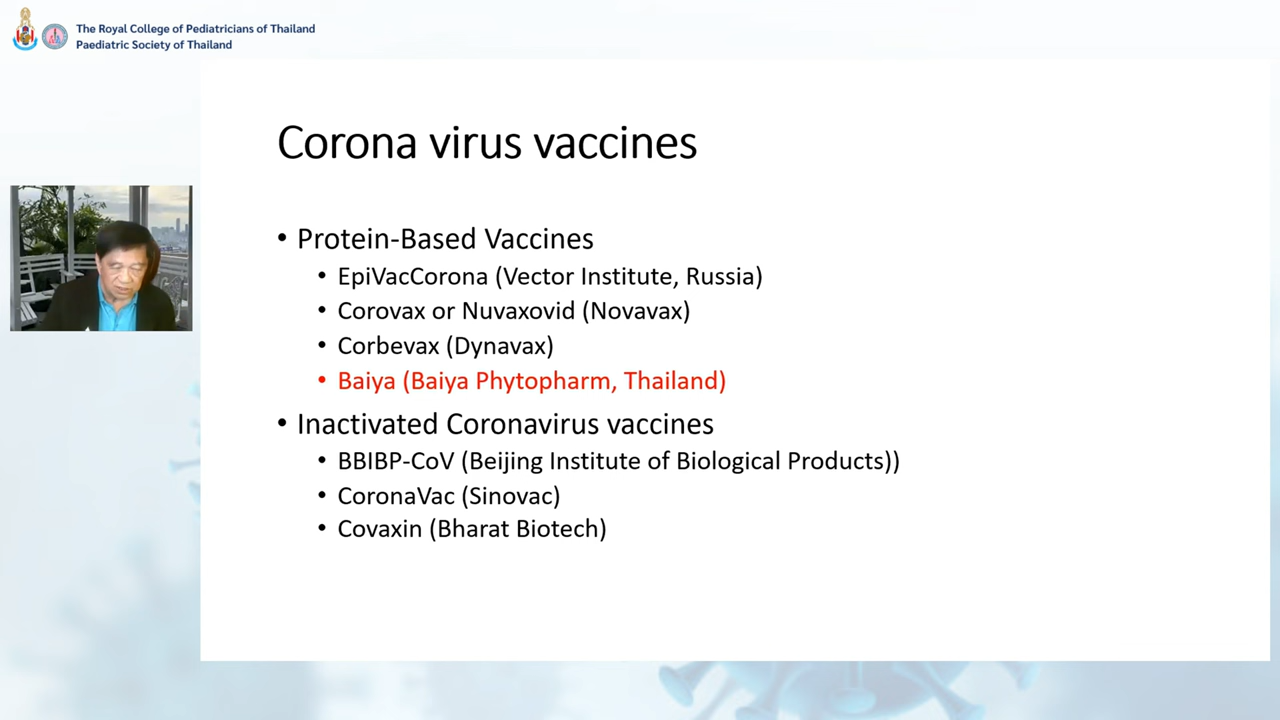 The Royal College of Pediatricians of Thailand
Paediatric Society of Thailand
Corona virus vaccines
• Protein-Based Vaccines
• EpiVacCorona (Vector Institute, Russia)
• Corovax or Nuvaxovid (Novavax)
• Corbevax (Dynavax)
• Baiya (Baiya Phytopharm, Thailand)
• Inactivated Coronavirus vaccines
• BBIBP-CoV (Beijing Institute of Biological Products))
• CoronaVac (Sinovac)
• Covaxin (Bharat Biotech)